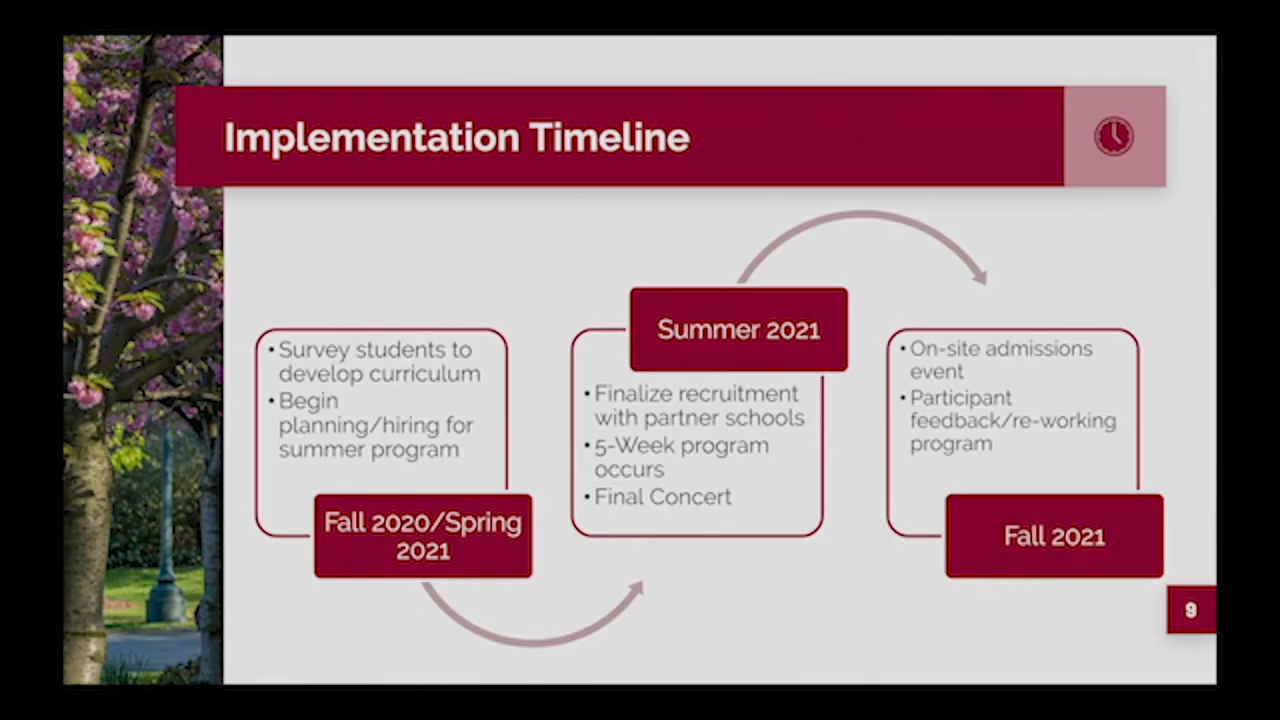 Implementation Timeline
• Survey students to
develop curriculum
• Begin
planning/hiring for
summer program
Fall 2020/Spring
2021
Summer 2021
• Finalize recruitment
with partner schools
• 5-Week program
occurs
• Final Concert
• On-site admissions
event
• Participant
feedback/re-working
program
Fall 2021
9